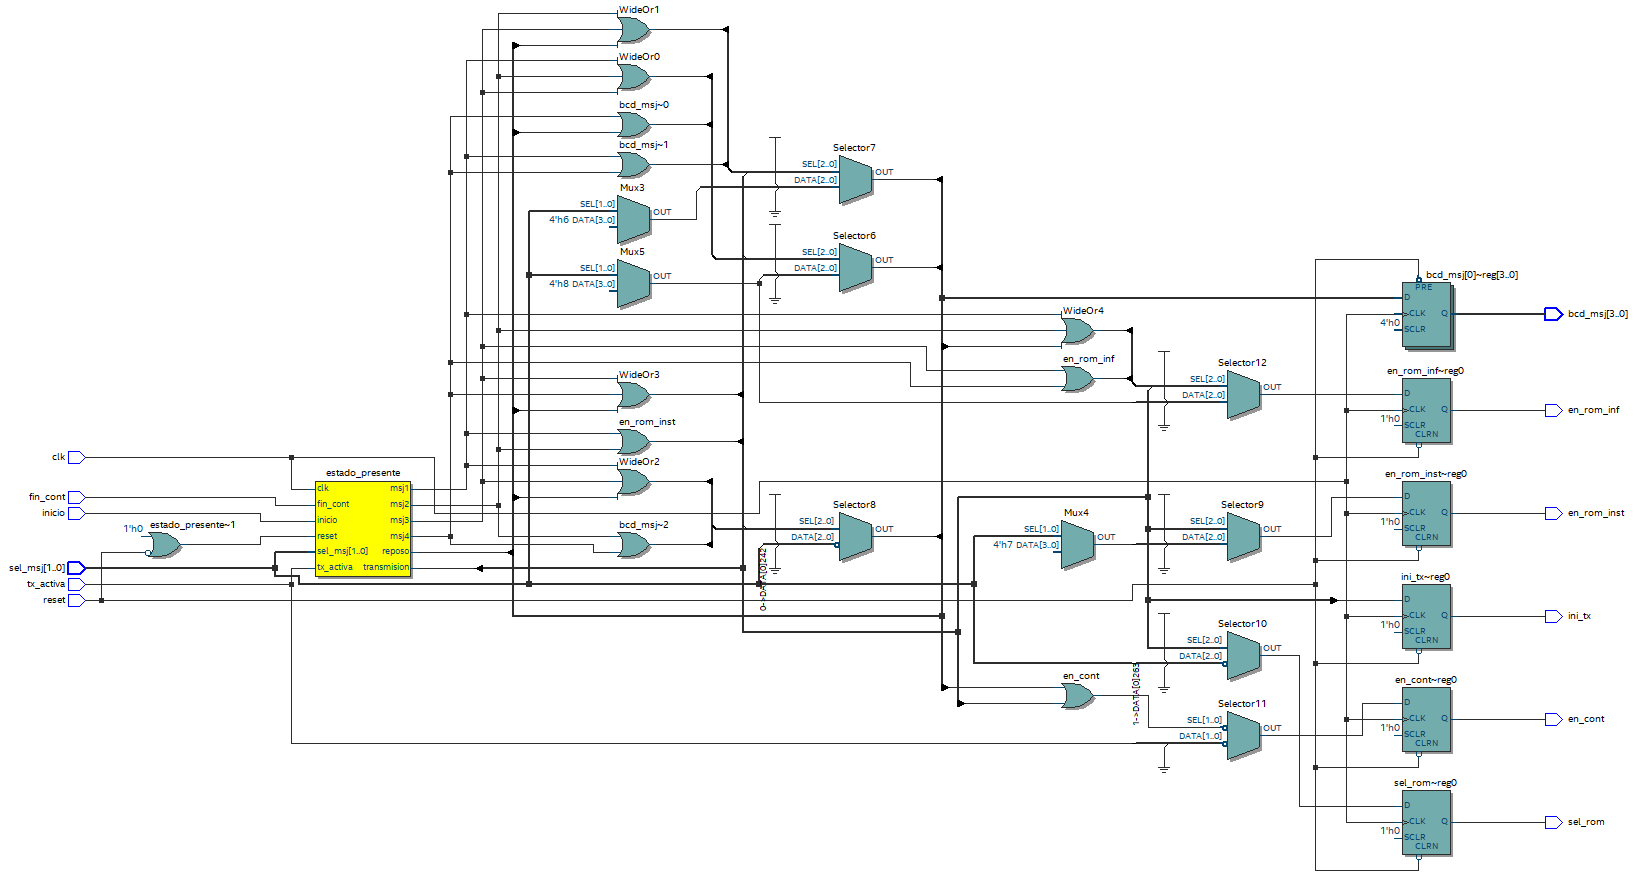 WideOr1
WideOr0
bcd_msj~0
bcd_msj~1
Selector7
SEL[2..0]
DATA[2..0]
OUT
Mux3
SEL[1..0]
4'h6 DATA[3..0]
OUT
Selector6
SEL[2..0]
DATA[2..0]
OUT
Mux5
SEL[1..0]
4'h8 DATA[3..0]
OUT
bcd_msj[0]~reg[3..0]
PRE
D
CLK
Q
4'h0
SCLR
bcd_msj[3..0]
WideOr4
en_rom_inf
Selector12
SEL[2..0]
DATA[2..0]
OUT
en_rom_inf~reg0
D
CLK
Q
1'h0
SCLR
CLRN
en_rom_inf
WideOr3
en_rom_inst
WideOr2
clk
fin_cont
inicio
sel_msj[1..0]
tx_activa
reset
1'h0
estado_presente~1
estado_presente
clk
fin_cont
inicio
reset
sel_msj[1..0]
tx_activa
msj1
msj2
msj3
msj4
reposo
transmision
bcd_msj~2
Selector8
SEL[2..0]
DATA[2..0]
OUT
0->DATA[0]242
Mux4
SEL[1..0]
4'h7 DATA[3..0]
OUT
Selector9
SEL[2..0]
DATA[2..0]
OUT
en_rom_inst~reg0
D
CLK
Q
1'h0
SCLR
CLRN
en_rom_inst
ini_tx~reg0
D
CLK
Q
1'h0
SCLR
CLRN
ini_tx
Selector10
SEL[2..0]
DATA[2..0]
OUT
en_cont
1->DATA[0]263
Selector11
SEL[1..0]
DATA[1..0]
OUT
en_cont~reg0
D
CLK
Q
1'h0
SCLR
CLRN
en_cont
sel_rom~reg0
D
CLK
Q
1'h0
SCLR
CLRN
sel_rom